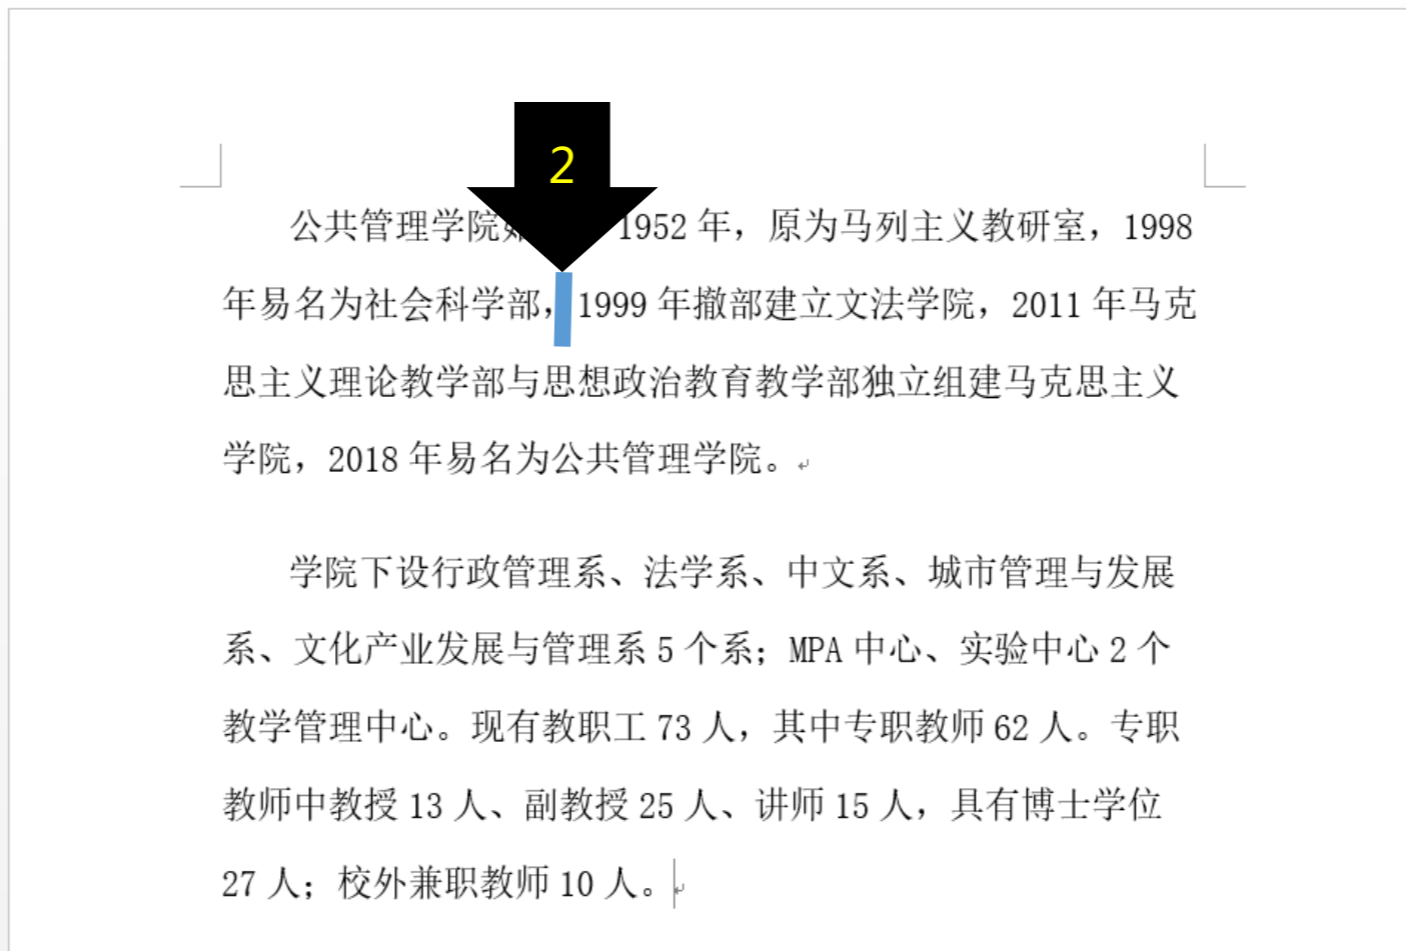 2
公共管理学院 1952 年，原为马列主义教研室，1998
年易名为社会科学部，1999 年撤部建立文法学院，2011 年马克
思主义理论教学部与思想政治教育教学部独立组建马克思主义
学院，2018 年易名为公共管理学院。
学院下设行政管理系、法学系、中文系、城市管理与发展
系、文化产业发展与管理系 5 个系；MPA 中心、实验中心 2 个
教学管理中心。现有教职工 73 人，其中专职教师 62 人。专职
教师中教授 13 人、副教授 25 人、讲师 15 人，具有博士学位
27 人；校外兼职教师 10 人。